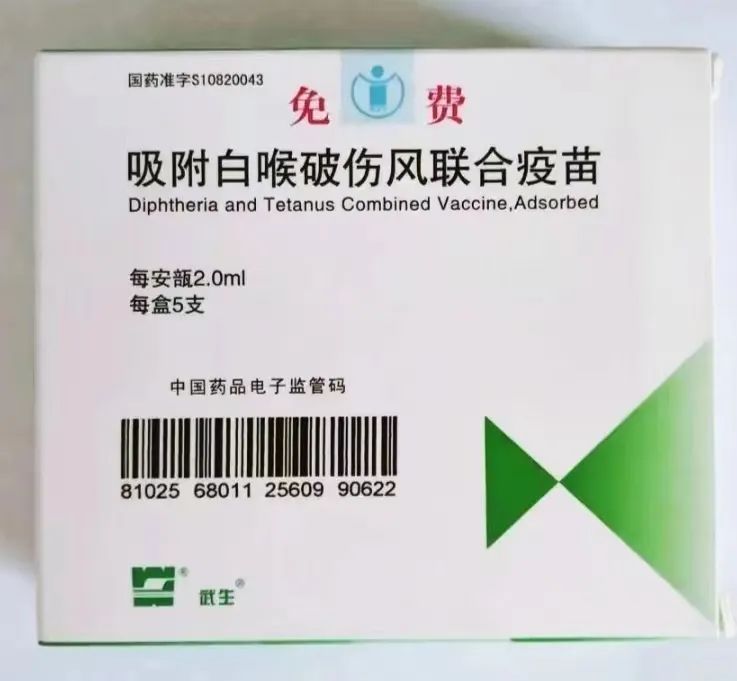 国药准字S10820043
免 费
吸附白喉破伤风联合疫苗
Diphtheria and Tetanus Combined Vaccine,Adsorbed
每安瓿2.0ml
每盒5支
中国药品电子监管码
81025 68011 25609 90622
® 武生®